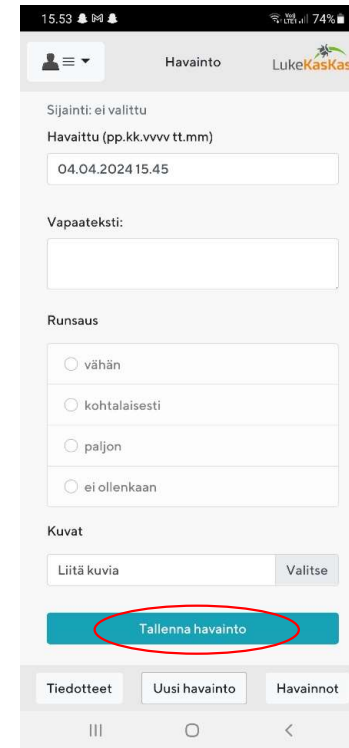 15.53 74%
Havainto
LukeKasKas
Sijainti: ei valittu
Havaittu (pp.kk.vvvv tt.mm)
04.04.2024 15.45
Vapaateksti:
Runsaus
vähän
kohtalaisesti
paljon
ei ollenkaan
Kuvat
Liitä kuvia Valitse
Tallenna havainto
Tiedotteet Uusi havainto Havainnot